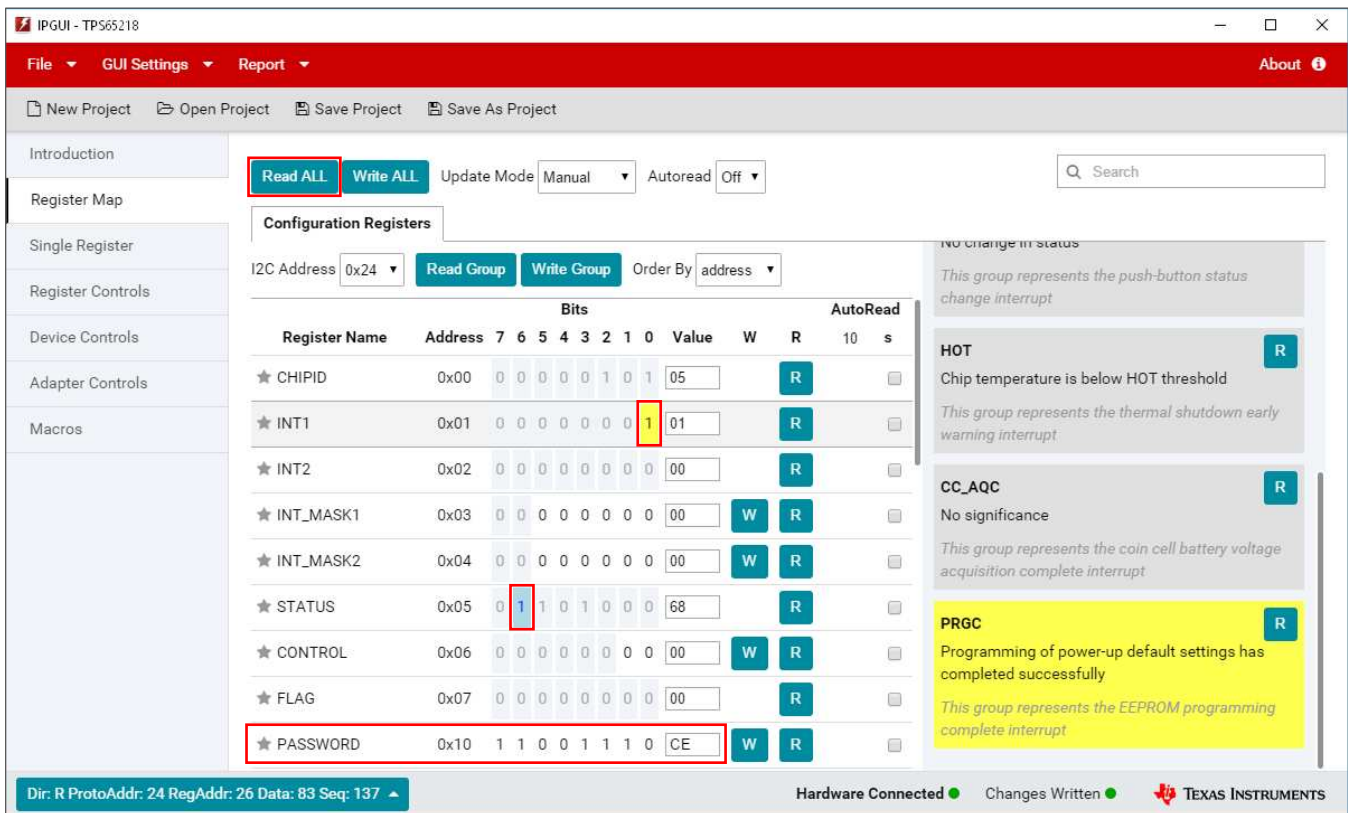 IPGUI - TPS65218
File GUI Settings Report About
New Project Open Project Save Project Save As Project
Introduction
Register Map
Single Register
Register Controls
Device Controls
Adapter Controls
Macros
Read ALL Write ALL Update Mode Manual Autoread Off Search
Configuration Registers
I2C Address 0x24 Read Group Write Group Order By address
Bits AutoRead
Register Name Address 7 6 5 4 3 2 1 0 Value W R 10 s
CHIPID 0x00 0 0 0 0 0 1 0 1 05 R
INT1 0x01 0 0 0 0 0 0 0 1 01 R
INT2 0x02 0 0 0 0 0 0 0 0 00 R
INT_MASK1 0x03 0 0 0 0 0 0 0 0 00 W R
INT_MASK2 0x04 0 0 0 0 0 0 0 0 00 W R
STATUS 0x05 0 1 1 0 1 0 0 0 68 R
CONTROL 0x06 0 0 0 0 0 0 0 0 00 W R
FLAG 0x07 0 0 0 0 0 0 0 0 00 R
PASSWORD 0x10 1 1 0 0 1 1 1 0 CE W R
No change in status
This group represents the push-button status
change interrupt
HOT R
Chip temperature is below HOT threshold
This group represents the thermal shutdown early
warning interrupt
CC_AQC R
No significance
This group represents the coin cell battery voltage
acquisition complete interrupt
PRGC R
Programming of power-up default settings has
completed successfully
This group represents the EEPROM programming
complete interrupt
Dir: R ProtoAddr: 24 RegAddr: 26 Data: 83 Seq: 137 Hardware Connected Changes Written TEXAS INSTRUMENTS